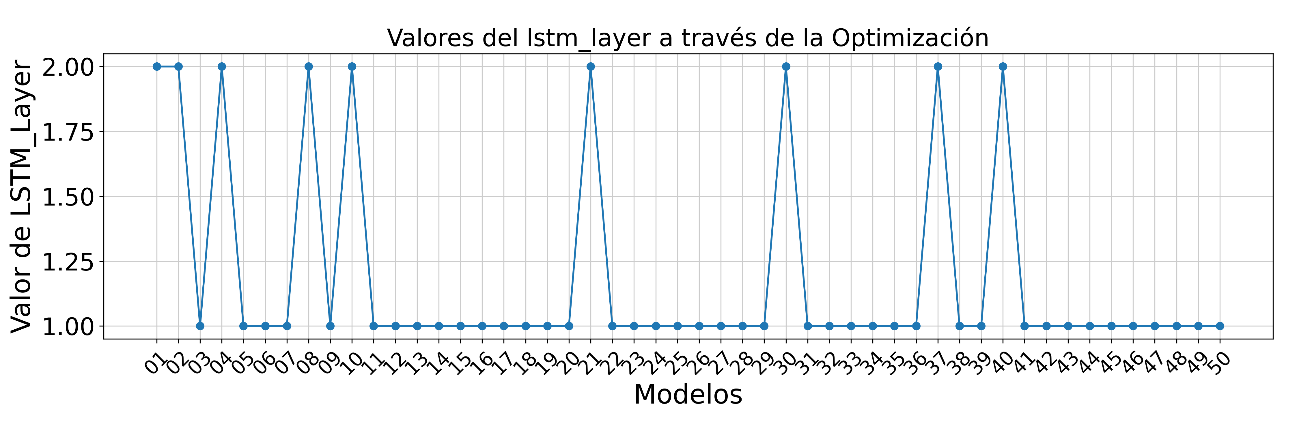 Valores del lstm_layer a través de la Optimización
Valor de LSTM_Layer
2.00
1.75
1.50
1.25
1.00
01 02 03 04 05 06 07 08 09 10 11 12 13 14 15 16 17 18 19 20 21 22 23 24 25 26 27 28 29 30 31 32 33 34 35 36 37 38 39 40 41 42 43 44 45 46 47 48 49 50
Modelos